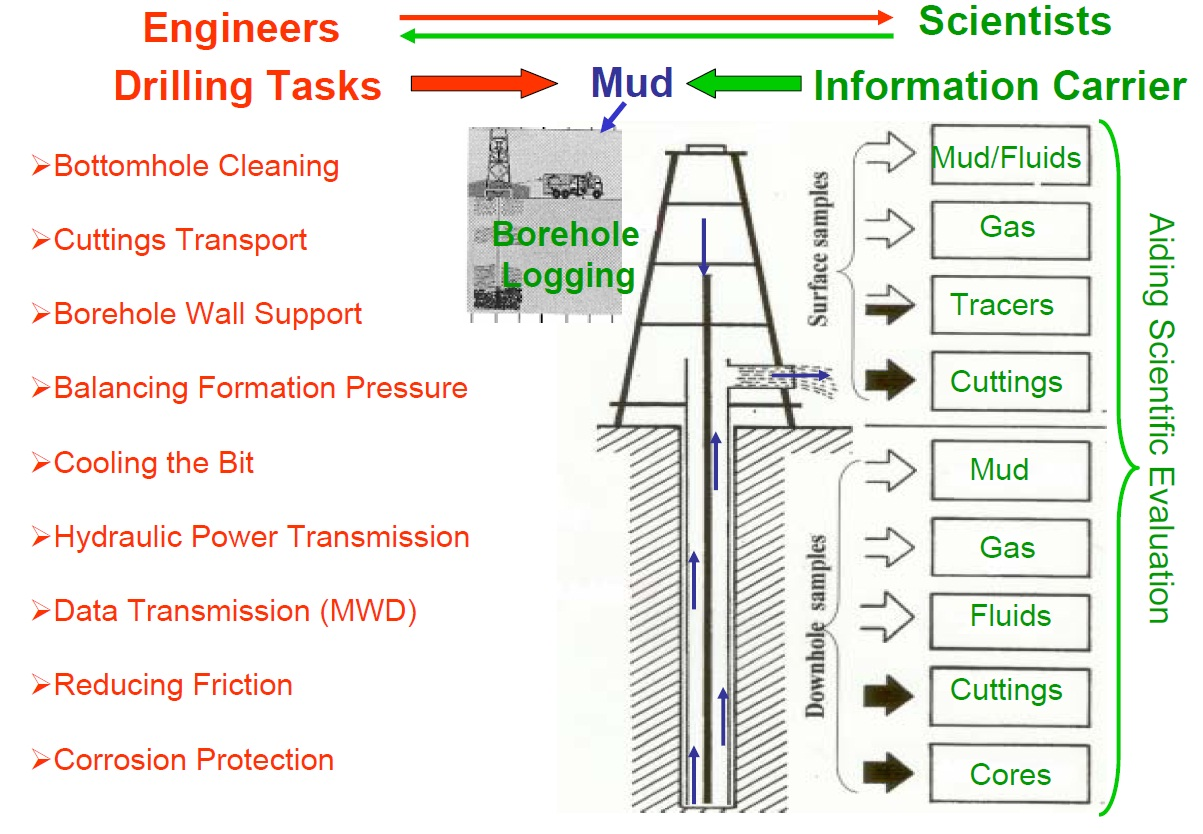 Engineers
Scientists
Drilling Tasks
Mud
Information Carrier
➢Bottomhole Cleaning
➢Cuttings Transport
➢Borehole Wall Support
➢Balancing Formation Pressure
➢Cooling the Bit
➢Hydraulic Power Transmission
➢Data Transmission (MWD)
➢Reducing Friction
➢Corrosion Protection
Borehole
Logging
Surface samples
Mud/Fluids
Gas
Tracers
Cuttings
Downhole samples
Mud
Gas
Fluids
Cuttings
Cores
Aiding Scientific Evaluation